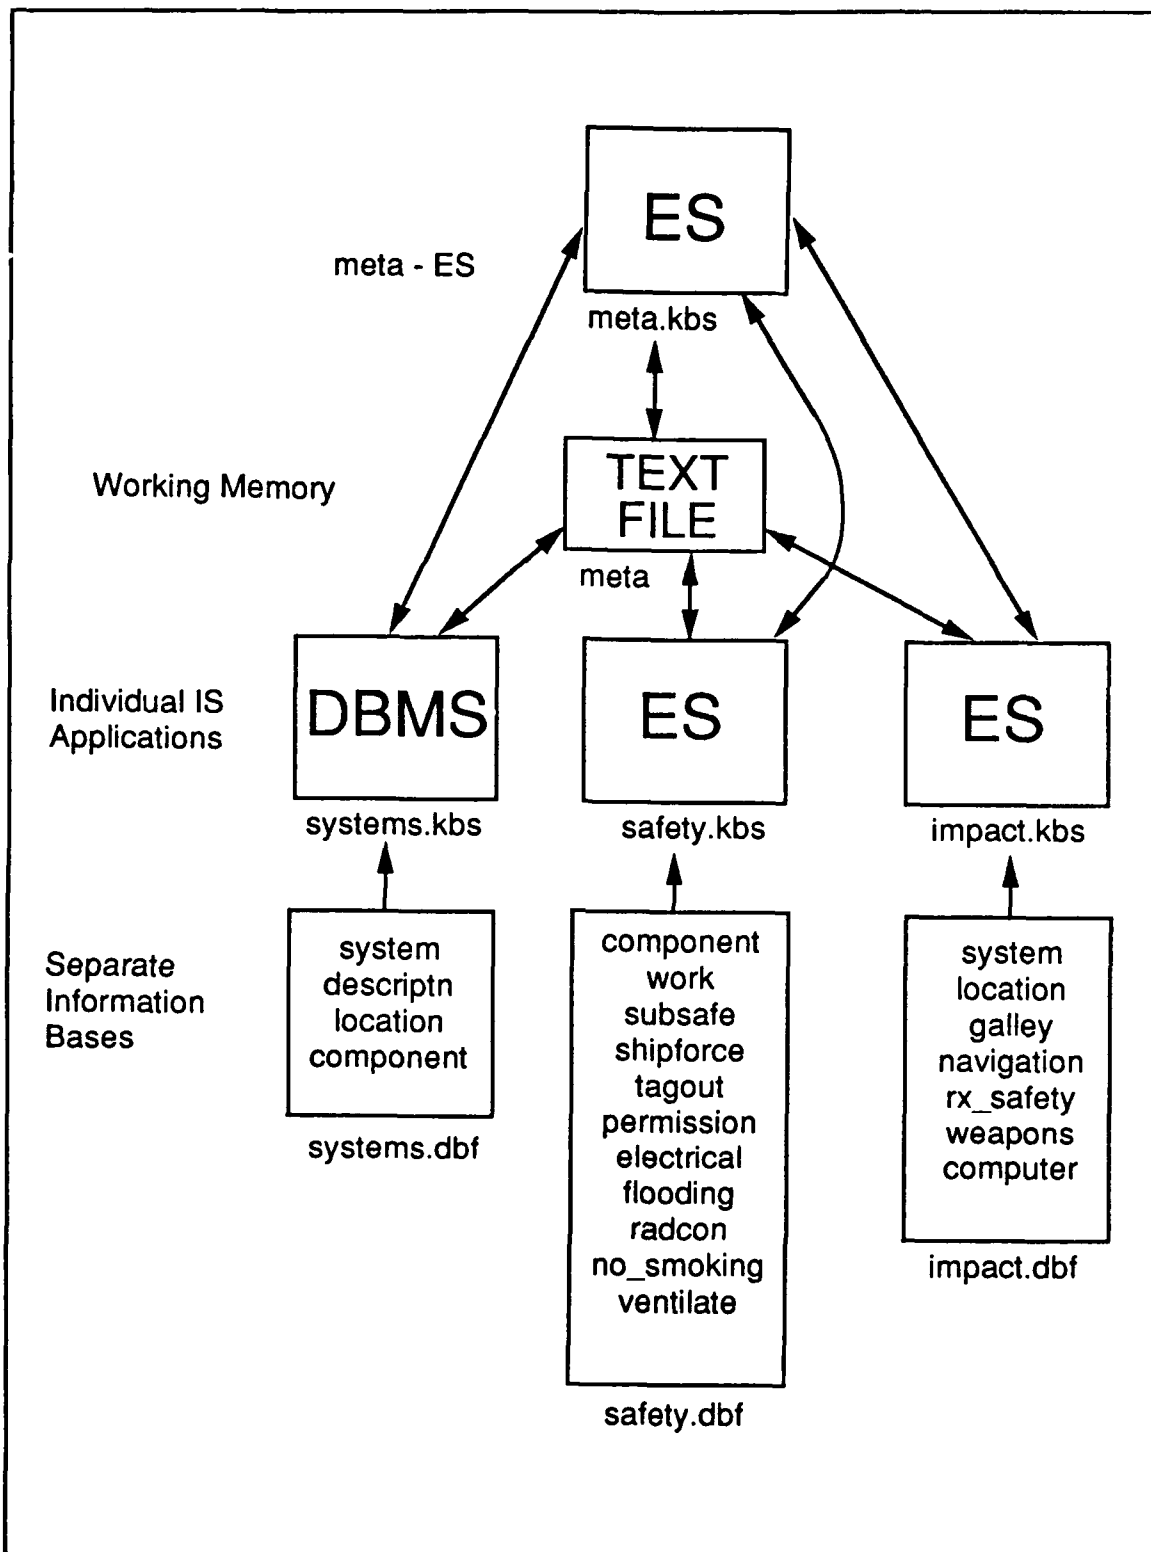 ES
meta - ES
meta.kbs
TEXT
FILE
Working Memory
meta
Individual IS
Applications
DBMS
ES
ES
systems.kbs
safety.kbs
impact.kbs
Separate
Information
Bases
system
descriptn
location
component
systems.dbf
component
work
subsafe
shipforce
tagout
permission
electrical
flooding
radcon
no_smoking
ventilate
safety.dbf
system
location
galley
navigation
rx_safety
weapons
computer
impact.dbf